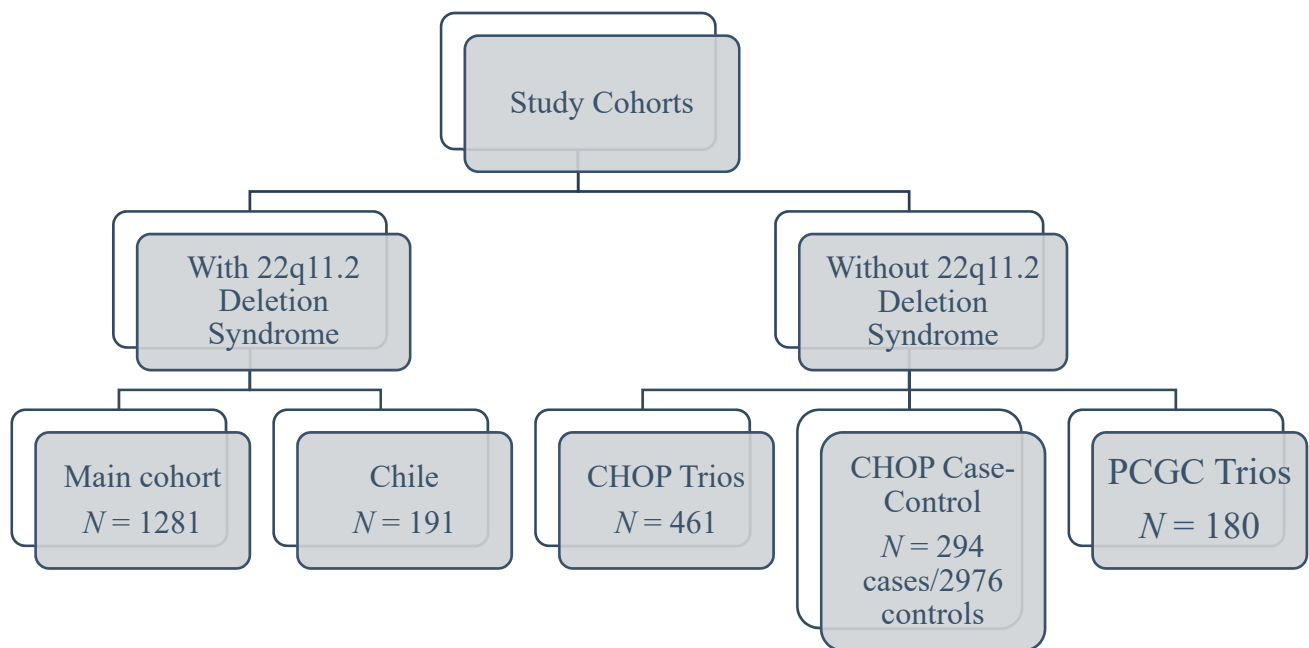 Study Cohorts
With 22q11.2
Deletion
Syndrome
Without 22q11.2
Deletion
Syndrome
Main cohort
N = 1281
Chile
N = 191
CHOP Trios
N = 461
CHOP Case-
Control
N = 294
cases/2976
controls
PCGC Trios
N = 180